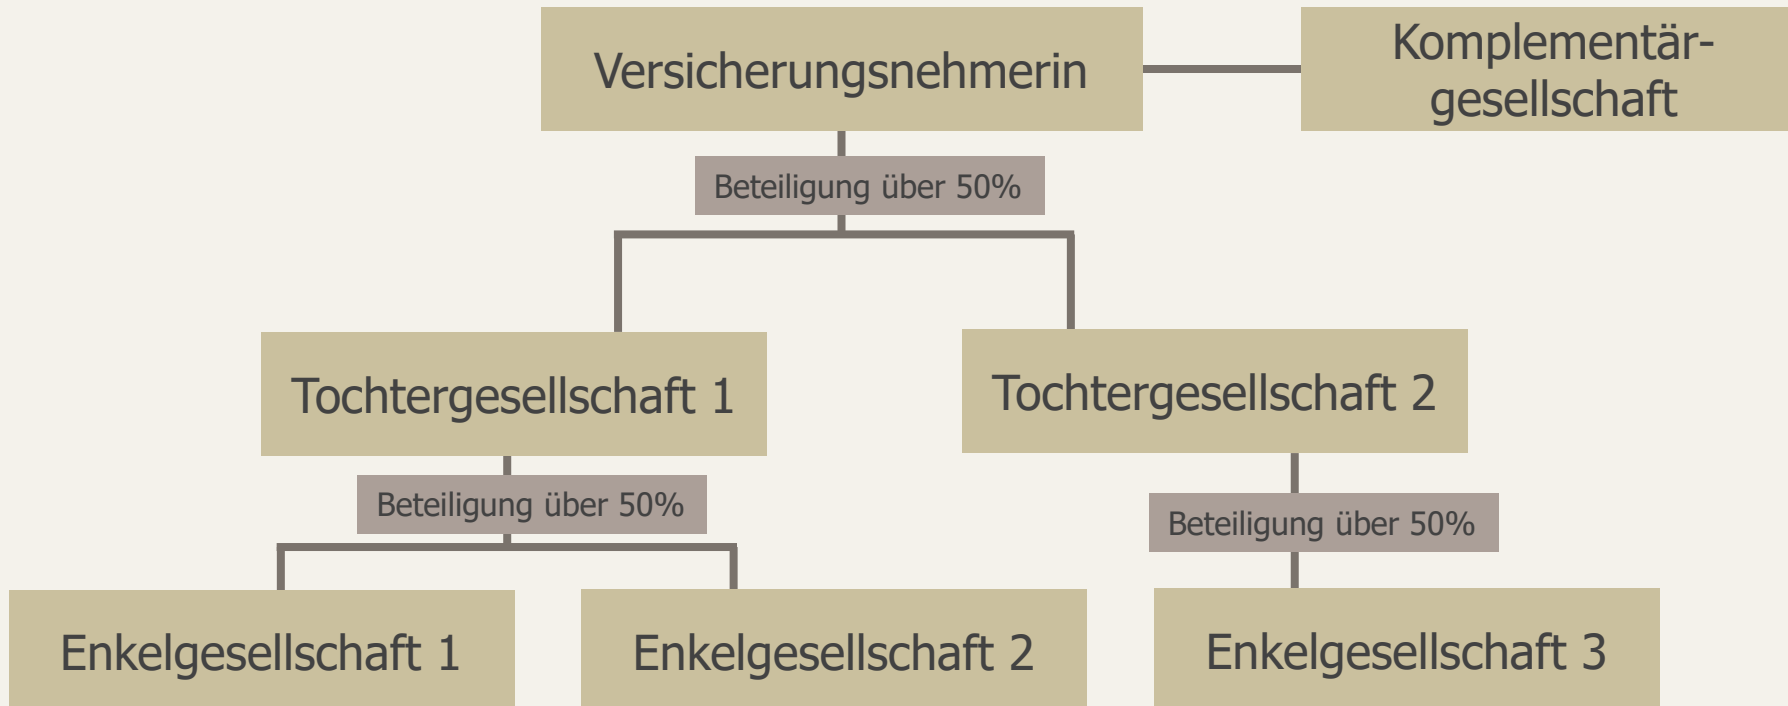 Versicherungsnehmerin
Komplementär-
gesellschaft
Beteiligung über 50%
Tochtergesellschaft 1
Tochtergesellschaft 2
Beteiligung über 50%
Beteiligung über 50%
Enkelgesellschaft 1
Enkelgesellschaft 2
Enkelgesellschaft 3